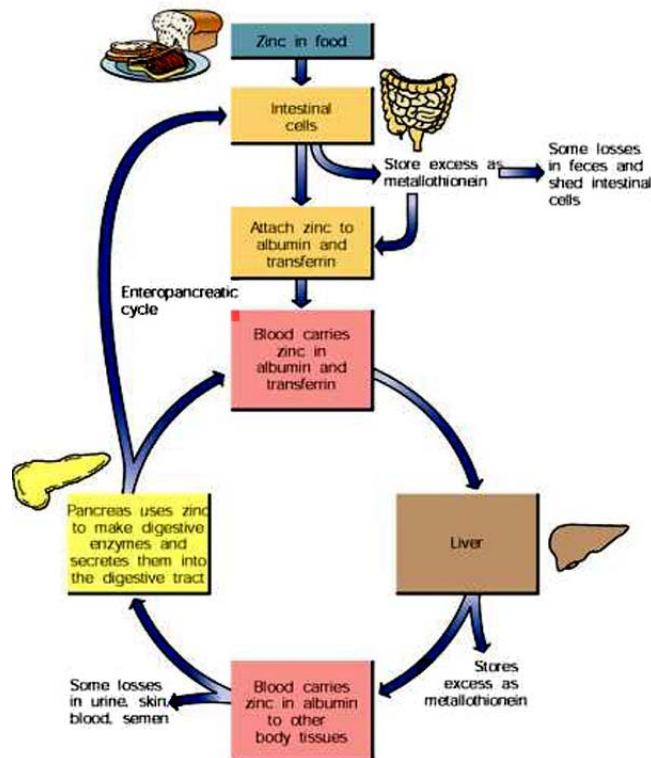 Zinc in food
Intestinal
cells
Store excess as
metallothionein
Some losses
in feces and
shed intestinal
cells
Attach zinc to
albumin and
transferrin
Enteropancreatic
cycle
Blood carries
zinc in
albumin and
transferrin
Pancreas uses zinc
to make digestive
enzymes and
secretes them into
the digestive tract
Liver
Stores
excess as
metallothionein
Some losses
in urine, skin,
blood, semen
Blood carries
zinc in albumin
to other
body tissues